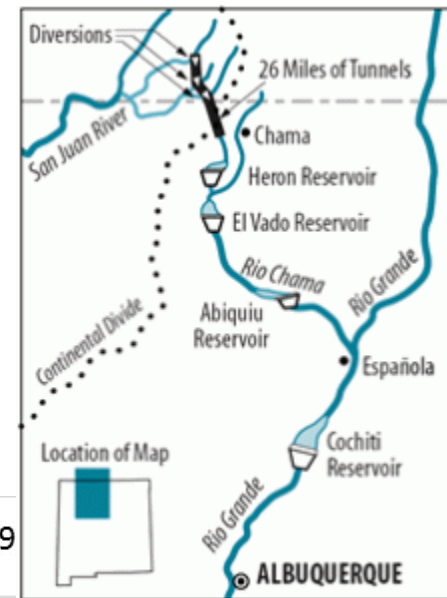 Diversions
26 Miles of Tunnels
San Juan River
Chama
Heron Reservoir
El Vado Reservoir
Rio Chama
Rio Grande
Continental Divide
Abiquiu
Reservoir
Española
Location of Map
Cochiti
Reservoir
9
Rio Grande
ALBUQUERQUE